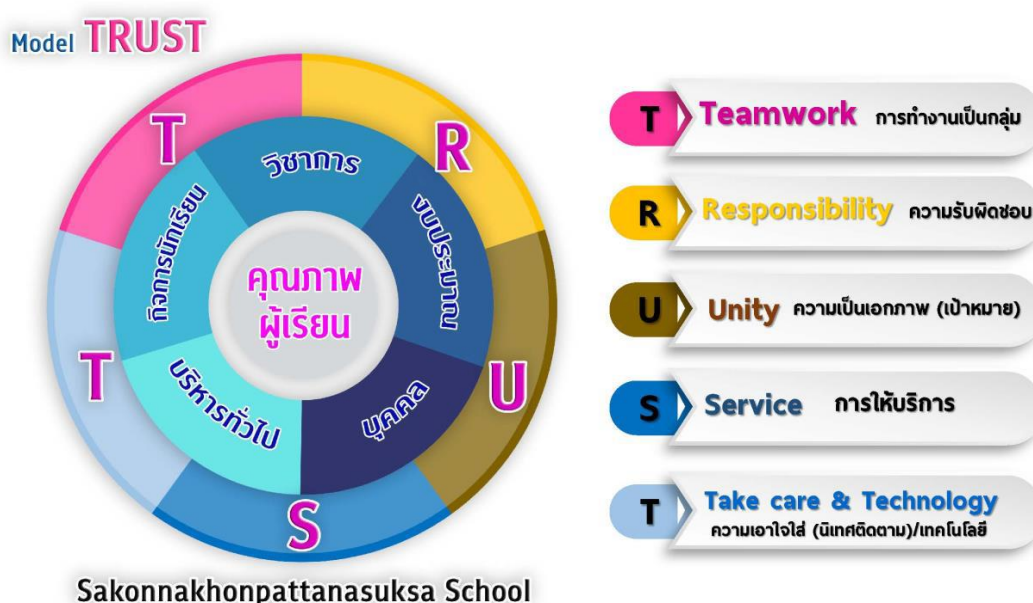 Model TRUST
T
R
U
S
T
วิชาการ
งบประมาณ
บุคคล
บริหารทั่วไป
กิจการนักเรียน
คุณภาพ
ผู้เรียน
Sakonnakhonpattanasuksa School
T Teamwork การทำงานเป็นกลุ่ม
R Responsibility ความรับผิดชอบ
U Unity ความเป็นเอกภาพ (เป้าหมาย)
S Service การให้บริการ
T Take care & Technology
ความเอาใจใส่ (นิเทศติดตาม)/เทคโนโลยี